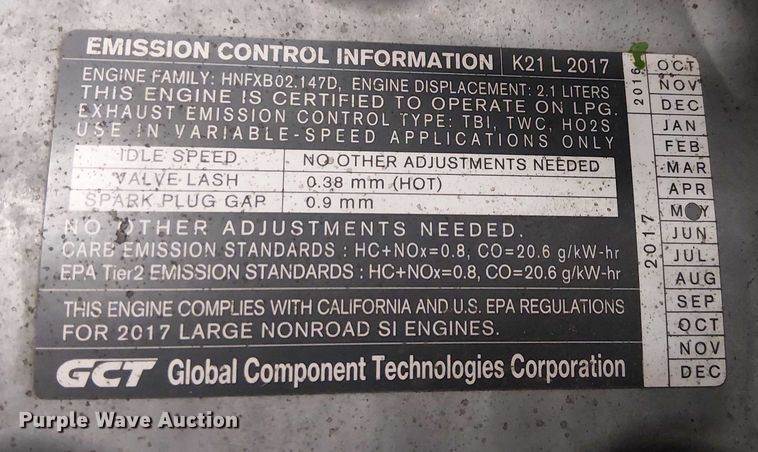 EMISSION CONTROL INFORMATION K21 L 2017
ENGINE FAMILY: HNFXB02.147D, ENGINE DISPLACEMENT: 2.1 LITERS
THIS ENGINE IS CERTIFIED TO OPERATE ON LPG.
EXHAUST EMISSION CONTROL TYPE: TBI, TWC, HO2S
USE IN VARIABLE-SPEED APPLICATIONS ONLY
IDLE SPEED NO OTHER ADJUSTMENTS NEEDED
VALVE LASH 0.38 mm (HOT)
SPARK PLUG GAP 0.9 mm
NO OTHER ADJUSTMENTS NEEDED.
CARB EMISSION STANDARDS : HC+NOx=0.8, CO=20.6 g/kW-hr
EPA Tier2 EMISSION STANDARDS : HC+NOx=0.8, CO=20.6 g/kW-hr
THIS ENGINE COMPLIES WITH CALIFORNIA AND U.S. EPA REGULATIONS
FOR 2017 LARGE NONROAD SI ENGINES.
GCT Global Component Technologies Corporation
2016
OCT
NOV
DEC
2017
JAN
FEB
MAR
APR
MAY
JUN
JUL
AUG
SEP
OCT
NOV
DEC
Purple Wave Auction